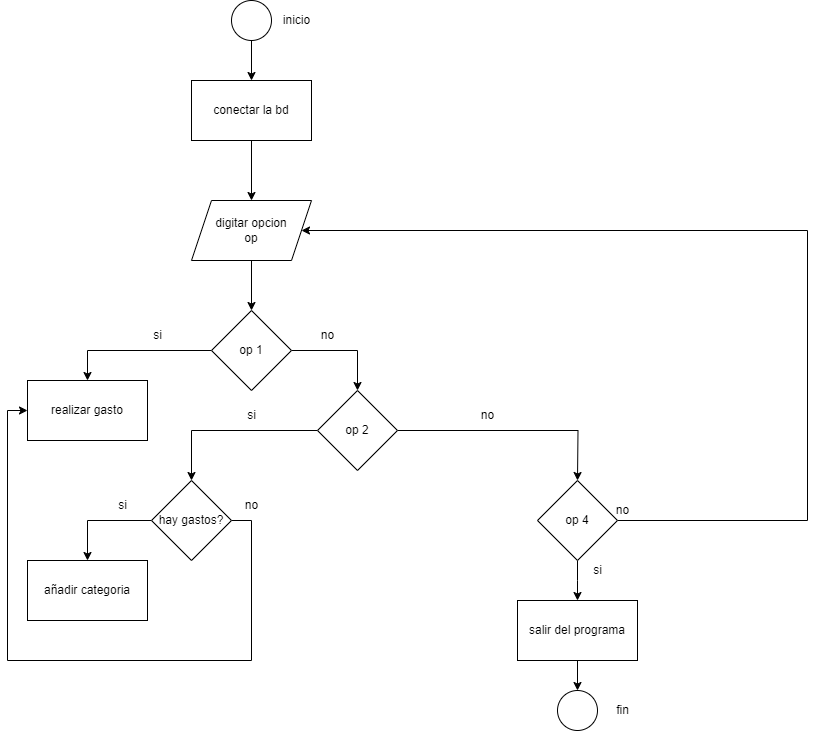 inicio
conectar la bd
digitar opcion
op
si
op 1
no
realizar gasto
si
op 2
no
si
hay gastos?
no
op 4
no
añadir categoria
si
salir del programa
fin